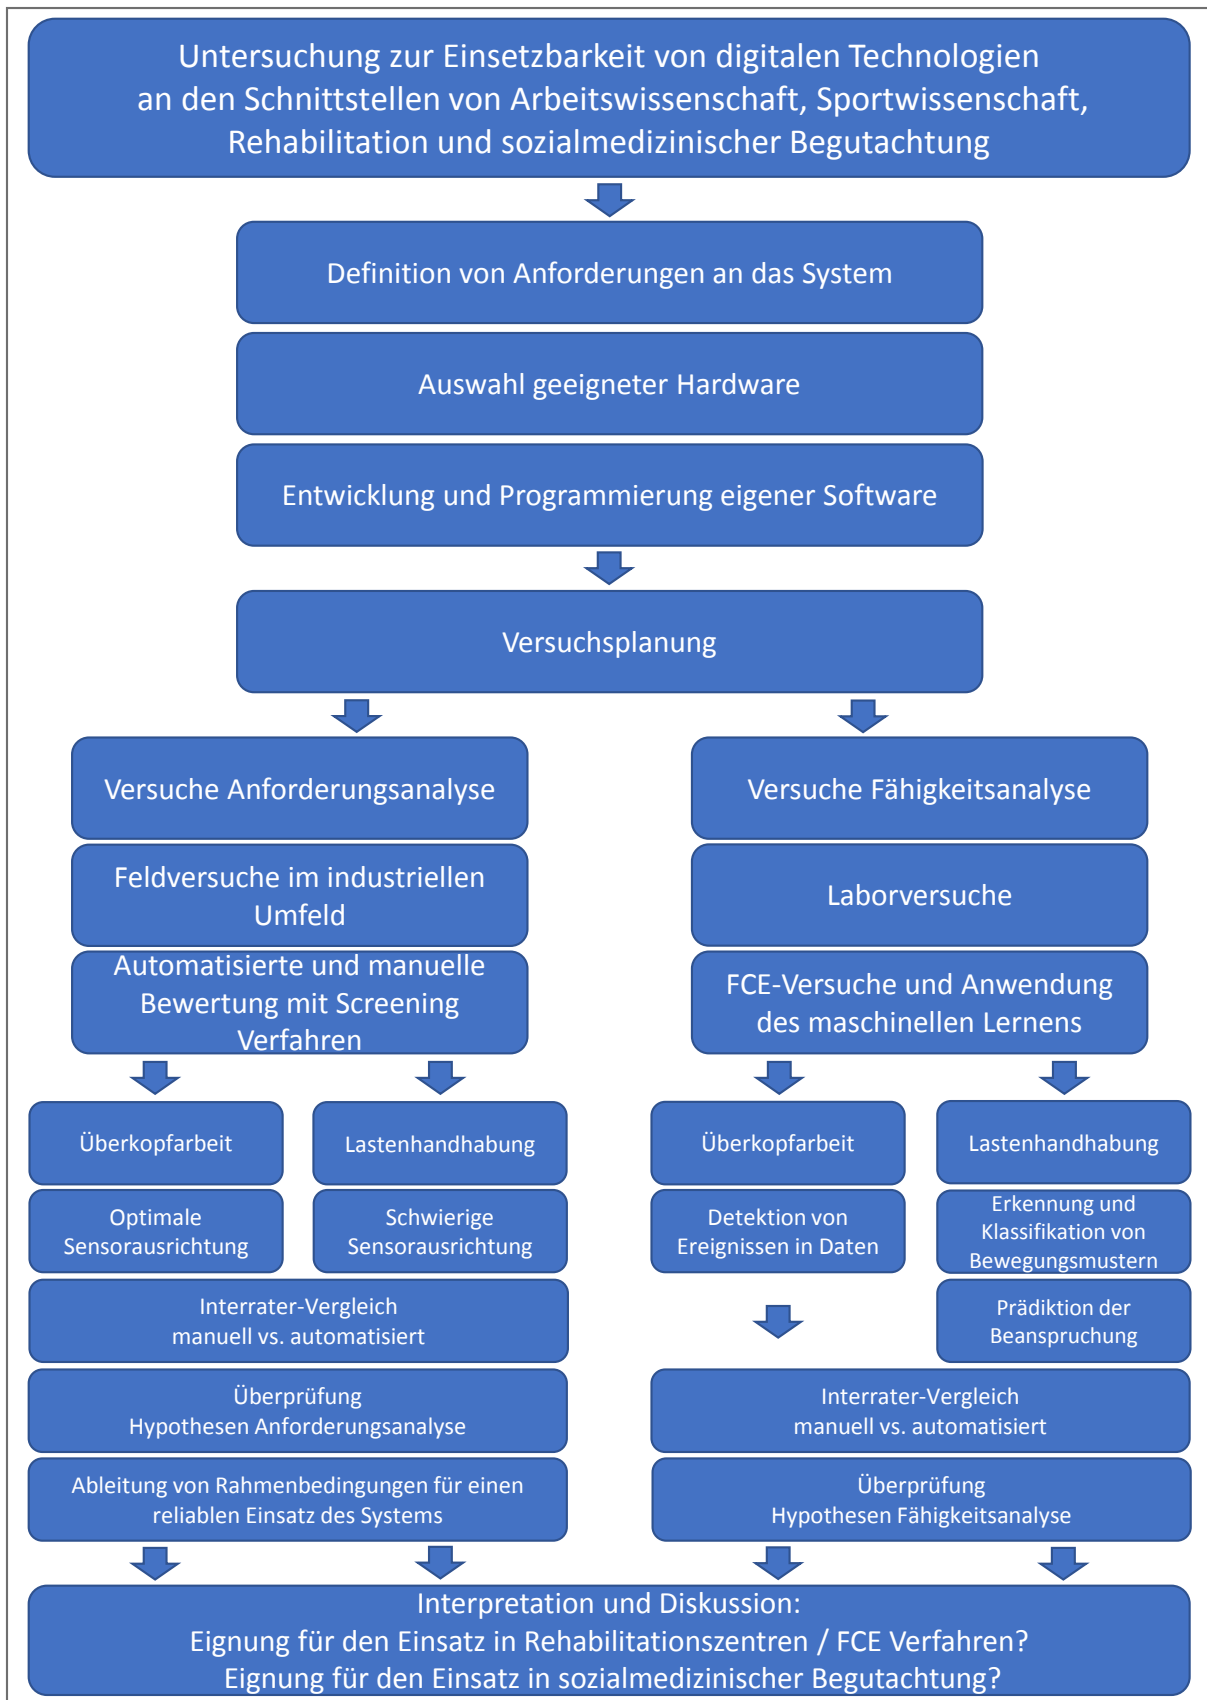 Untersuchung zur Einsetzbarkeit von digitalen Technologien
an den Schnittstellen von Arbeitswissenschaft, Sportwissenschaft,
Rehabilitation und sozialmedizinischer Begutachtung
Definition von Anforderungen an das System
Auswahl geeigneter Hardware
Entwicklung und Programmierung eigener Software
Versuchsplanung
Versuche Anforderungsanalyse
Feldversuche im industriellen
Umfeld
Automatisierte und manuelle
Bewertung mit Screening
Verfahren
Überkopfarbeit
Optimale
Sensorausrichtung
Lastenhandhabung
Schwierige
Sensorausrichtung
Interrater-Vergleich
manuell vs. automatisiert
Überprüfung
Hypothesen Anforderungsanalyse
Ableitung von Rahmenbedingungen für einen
reliablen Einsatz des Systems
Versuche Fähigkeitsanalyse
Laborversuche
FCE-Versuche und Anwendung
des maschinellen Lernens
Überkopfarbeit
Detektion von
Ereignissen in Daten
Lastenhandhabung
Erkennung und
Klassifikation von
Bewegungsmustern
Prädiktion der
Beanspruchung
Interrater-Vergleich
manuell vs. automatisiert
Überprüfung
Hypothesen Fähigkeitsanalyse
Interpretation und Diskussion:
Eignung für den Einsatz in Rehabilitationszentren / FCE Verfahren?
Eignung für den Einsatz in sozialmedizinischer Begutachtung?